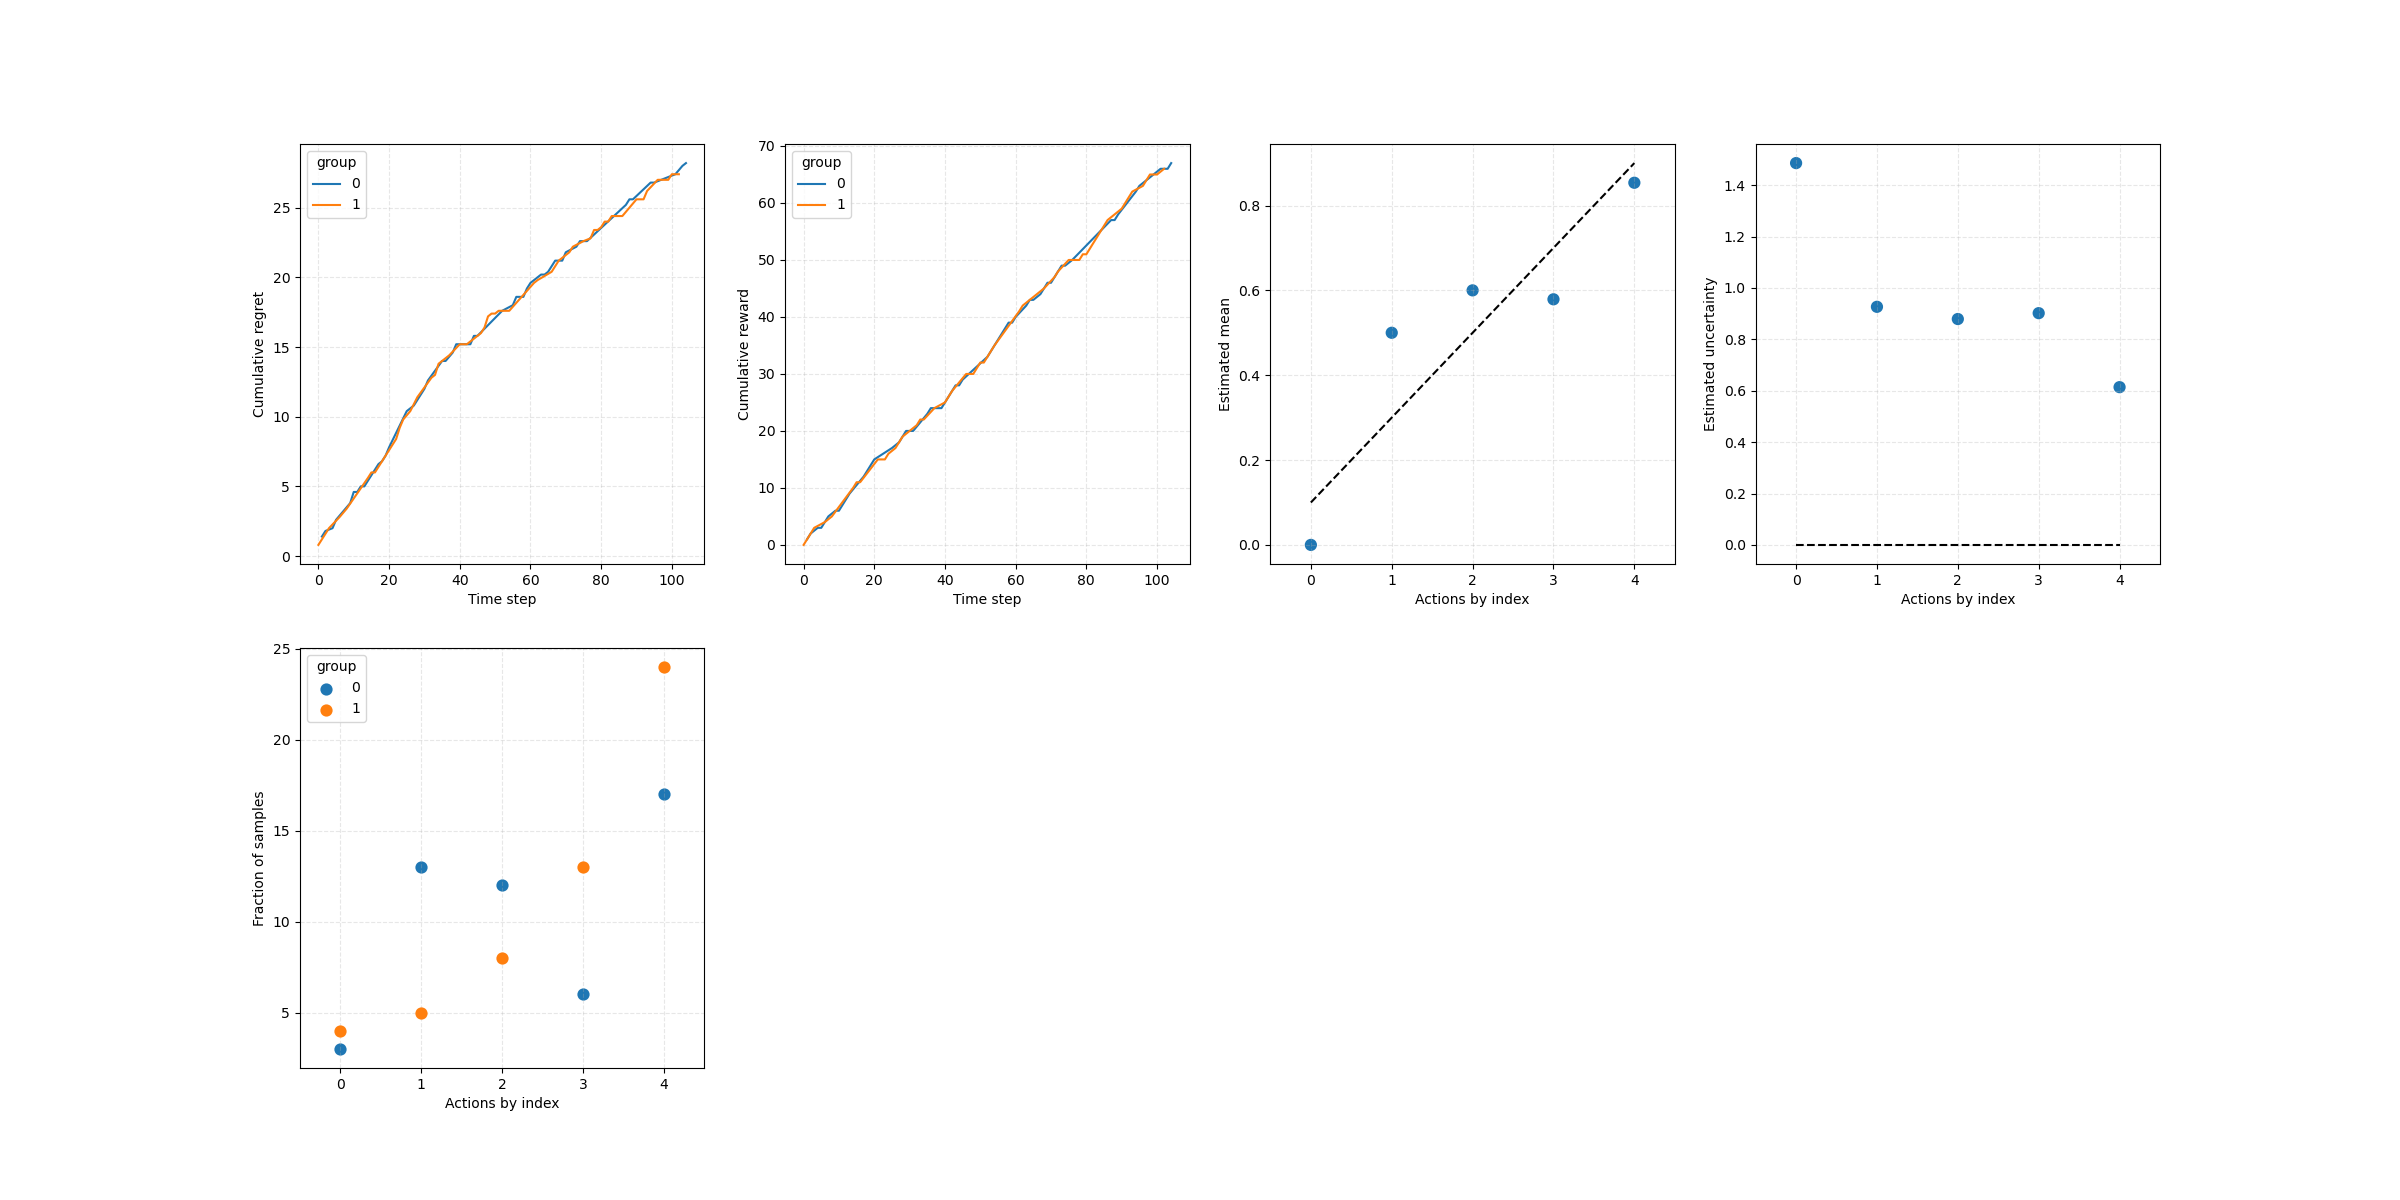 group
0
1
0
5
10
15
20
25
Cumulative regret
0 20 40 60 80 100
Time step
group
0
1
0
10
20
30
40
50
60
70
Cumulative reward
0 20 40 60 80 100
Time step
0.0
0.2
0.4
0.6
0.8
Estimated mean
0 1 2 3 4
Actions by index
0.0
0.2
0.4
0.6
0.8
1.0
1.2
1.4
Estimated uncertainty
0 1 2 3 4
Actions by index
group
0
1
5
10
15
20
25
Fraction of samples
0 1 2 3 4
Actions by index